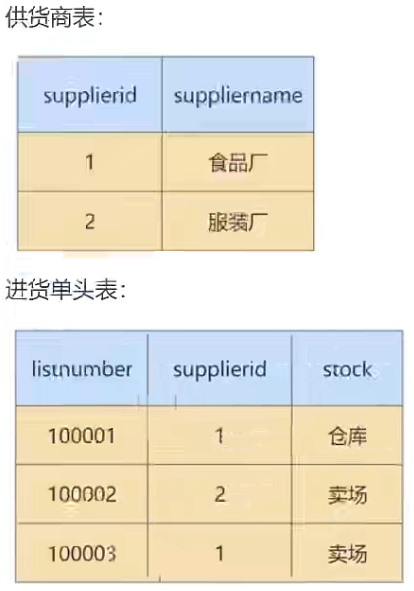 供货商表：
supplierid suppliername
1 食品厂
2 服装厂
进货单头表：
listnumber supplierid stock
100001 1 仓库
100002 2 卖场
100003 1 卖场